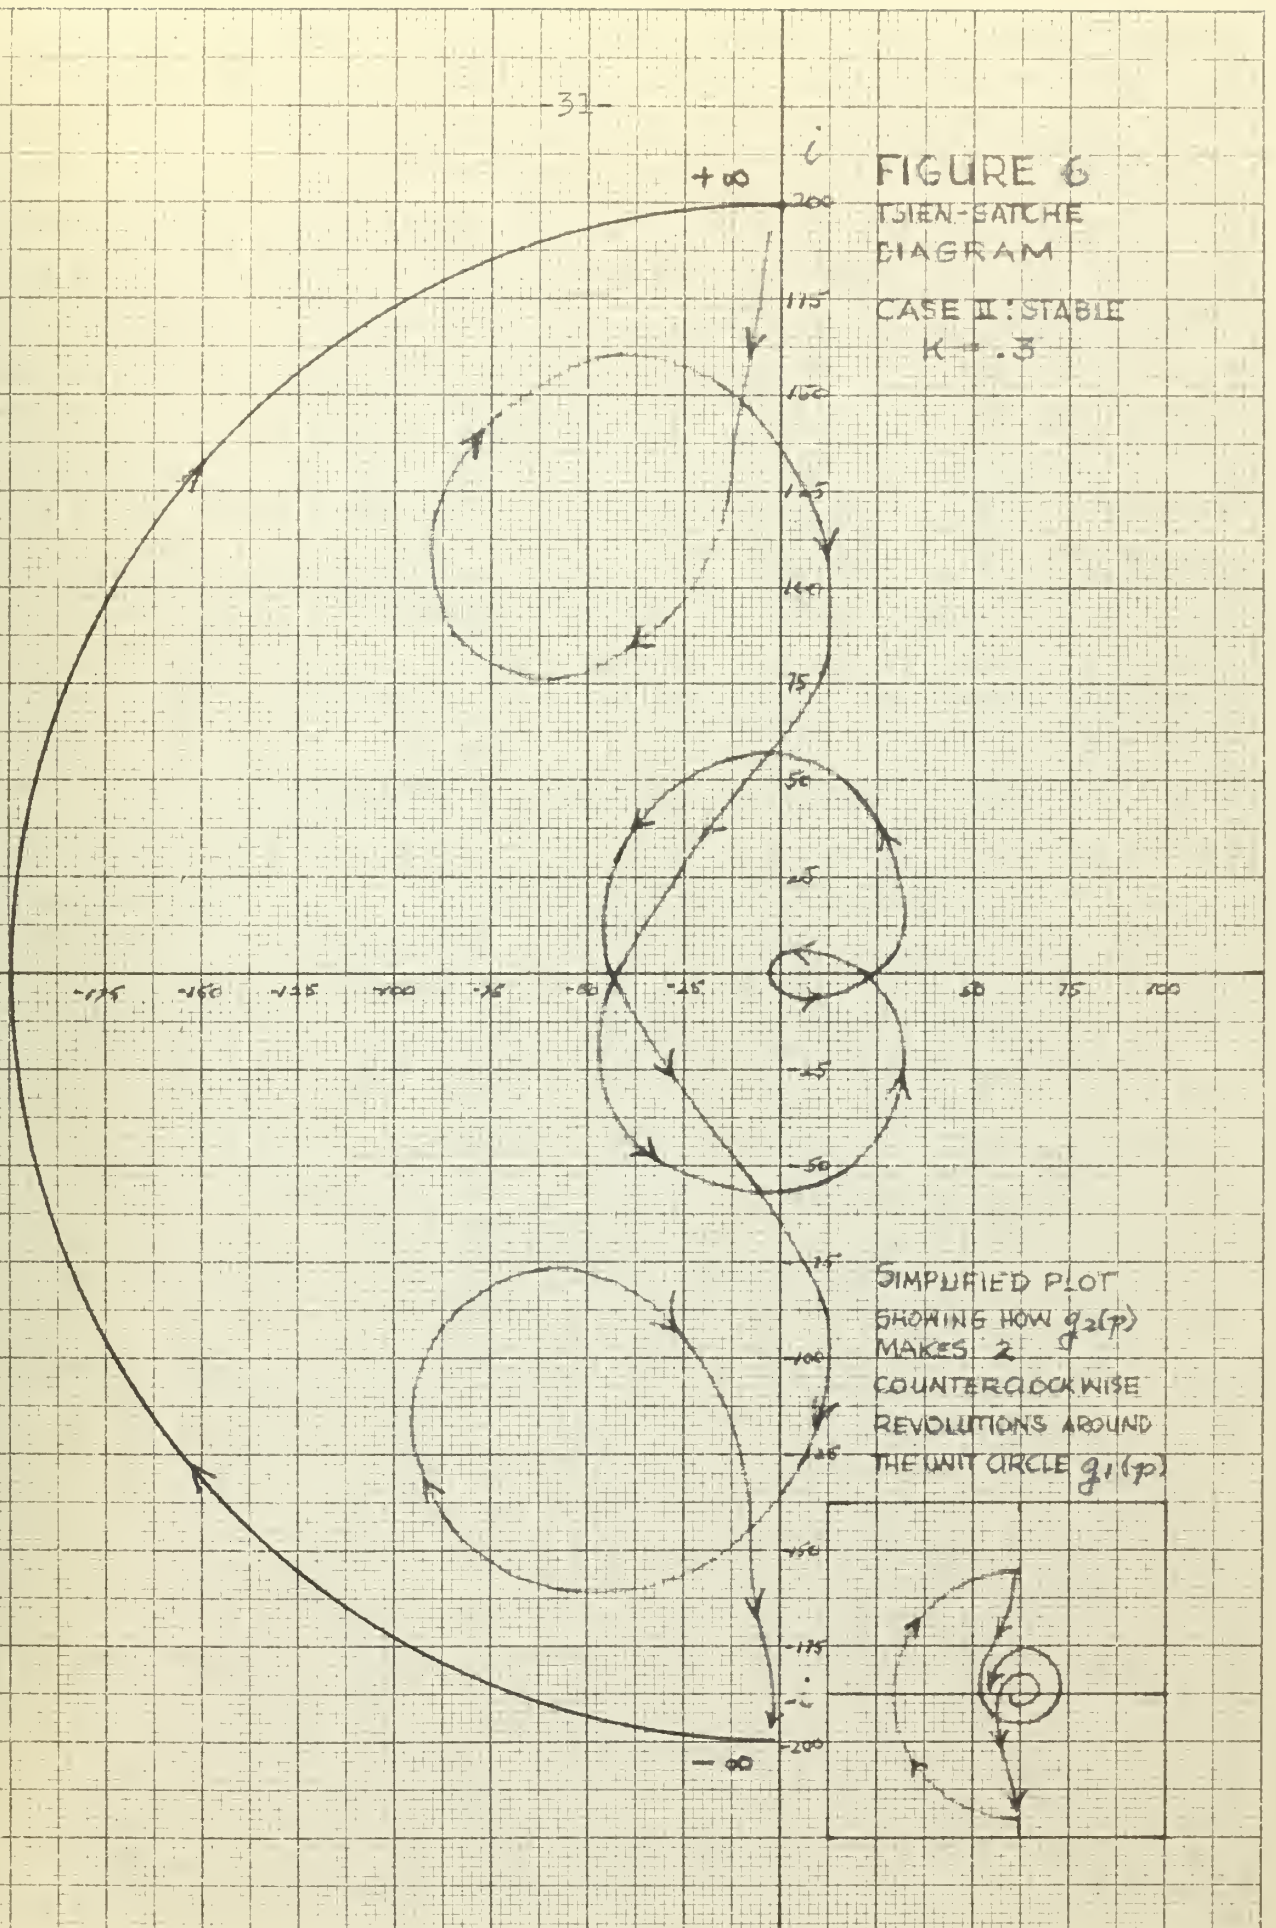 -31-
i
+∞
FIGURE 6
TSIEN-SATCHE
DIAGRAM
CASE II: STABLE
K = .3
200
175
150
125
100
75
50
25
-175 -150 -125 -100 -75 -50 -25 50 75 100
-25
-50
-75
-100
-125
-150
-175
-i
-200
-∞
SIMPLIFIED PLOT
SHOWING HOW g2(p)
MAKES 2
COUNTERCLOCKWISE
REVOLUTIONS AROUND
THE UNIT CIRCLE g1(p)